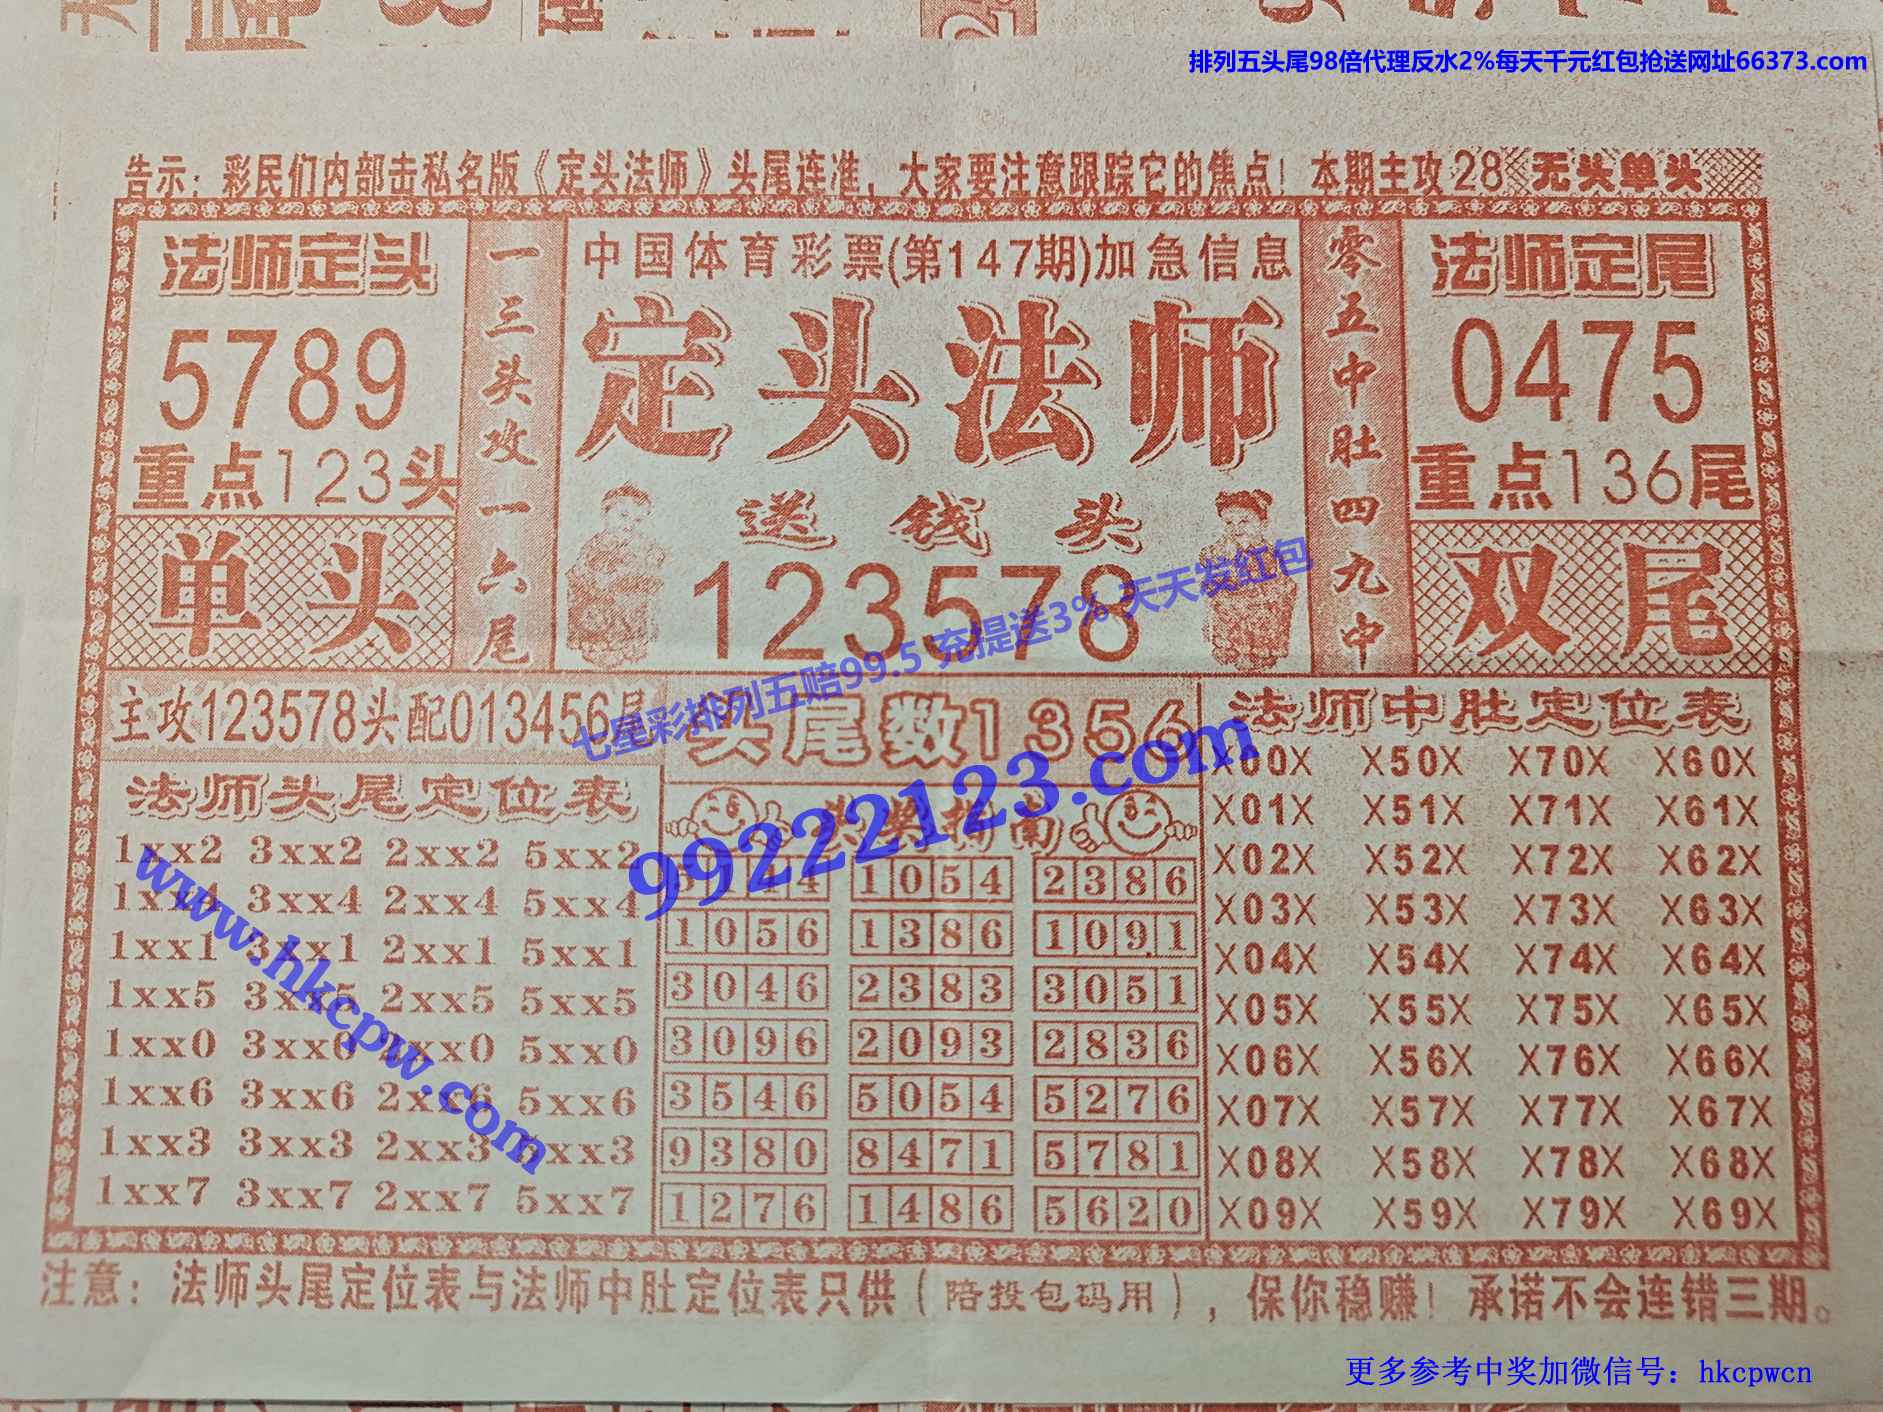 排列五头尾98倍代理反水2%每天千元红包抢送网址66373.com
告示：彩民们内部击私名版《定头法师》头尾连准，大家要注意跟踪它的焦点！本期主攻28 无头单头
法师定头
5789
重点123头
单头
一三头攻一六尾
中国体育彩票(第147期)加急信息
定头法师
送钱头
123578
零五中肚四九中
法师定尾
0475
重点136尾
双尾
七星彩排列五赔99.5 充提送3% 天天发红包
99222123.com
www.hkcpw.com
主攻123578头配013456尾
法师头尾定位表
1xx2 3xx2 2xx2 5xx2
1xx4 3xx4 2xx4 5xx4
1xx1 3xx1 2xx1 5xx1
1xx5 3xx5 2xx5 5xx5
1xx0 3xx0 2xx0 5xx0
1xx6 3xx6 2xx6 5xx6
1xx3 3xx3 2xx3 5xx3
1xx7 3xx7 2xx7 5xx7
头尾数1356
头奖指南
1054 2386
1056 1386 1091
3046 2383 3051
3096 2093 2836
3546 5054 5276
9380 8471 5781
1276 1486 5620
法师中肚定位表
X00X X50X X70X X60X
X01X X51X X71X X61X
X02X X52X X72X X62X
X03X X53X X73X X63X
X04X X54X X74X X64X
X05X X55X X75X X65X
X06X X56X X76X X66X
X07X X57X X77X X67X
X08X X58X X78X X68X
X09X X59X X79X X69X
注意：法师头尾定位表与法师中肚定位表只供（陪投包码用），保你稳赚！承诺不会连错三期。
更多参考中奖加微信号：hkcpwcn